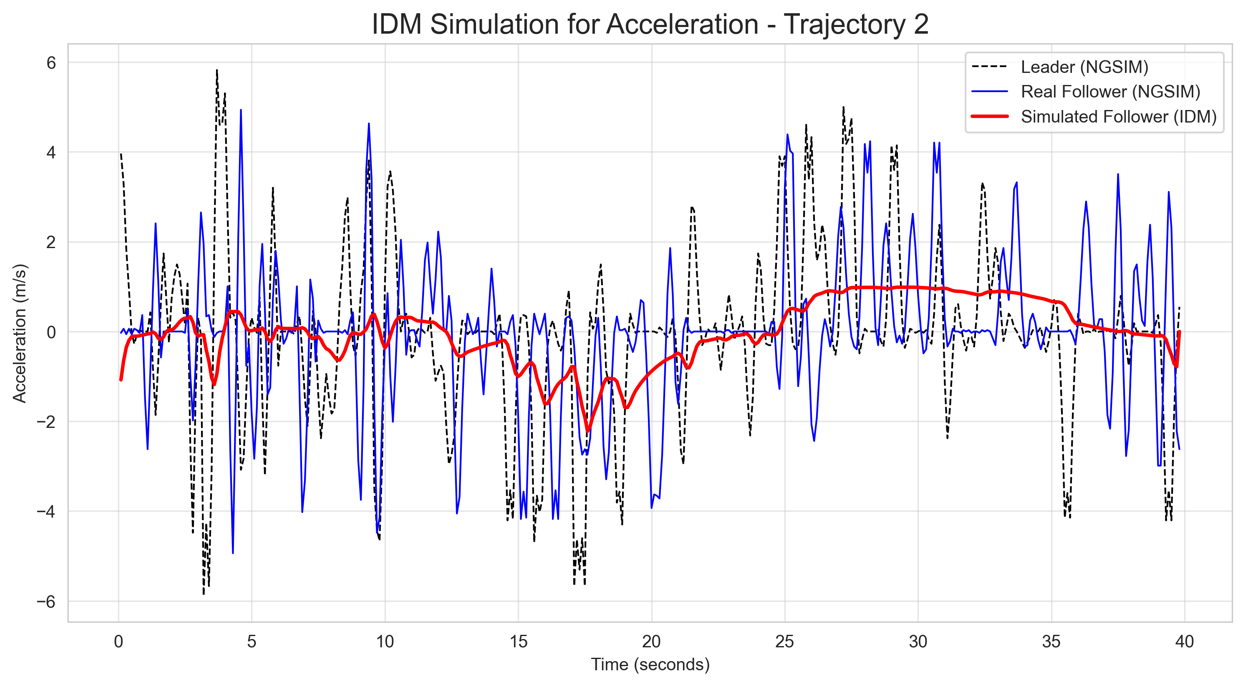 IDM Simulation for Acceleration - Trajectory 2
Leader (NGSIM)
Real Follower (NGSIM)
Simulated Follower (IDM)
Acceleration (m/s)
6
4
2
0
−2
−4
−6
0 5 10 15 20 25 30 35 40
Time (seconds)